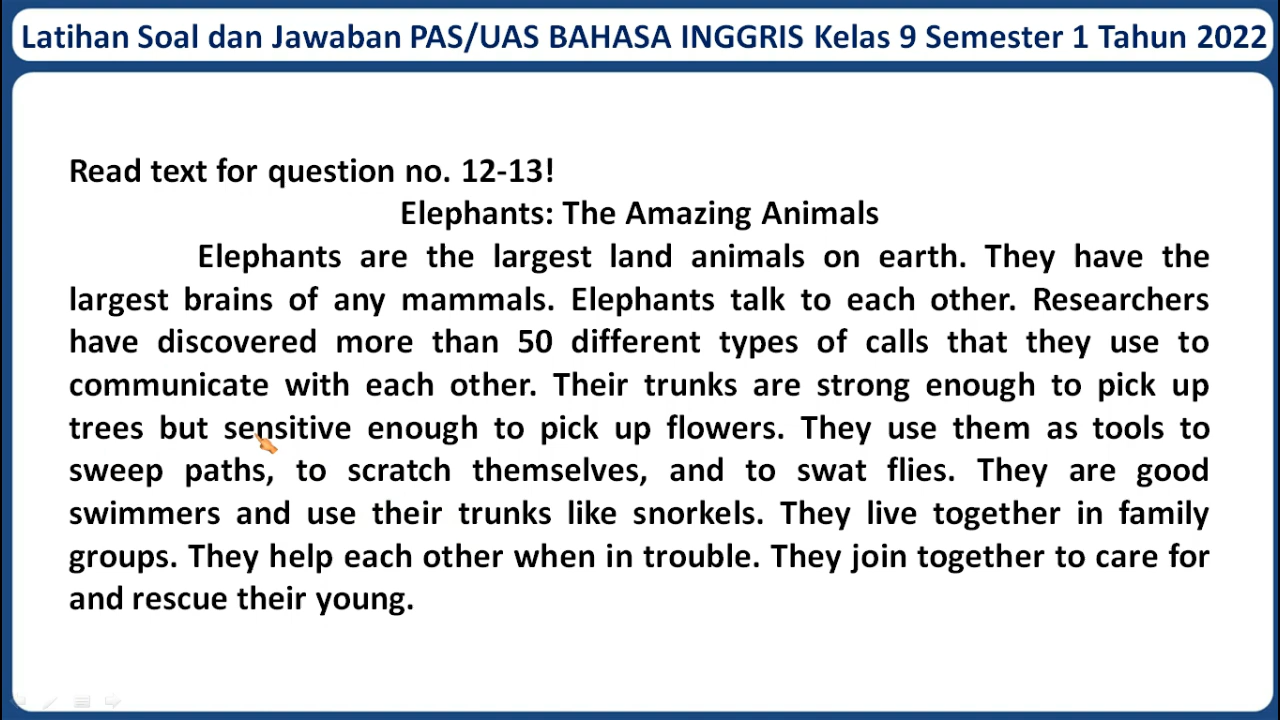 Latihan Soal dan Jawaban PAS/UAS BAHASA INGGRIS Kelas 9 Semester 1 Tahun 2022
Read text for question no. 12-13!
Elephants: The Amazing Animals
Elephants are the largest land animals on earth. They have the
largest brains of any mammals. Elephants talk to each other. Researchers
have discovered more than 50 different types of calls that they use to
communicate with each other. Their trunks are strong enough to pick up
trees but sensitive enough to pick up flowers. They use them as tools to
sweep paths, to scratch themselves, and to swat flies. They are good
swimmers and use their trunks like snorkels. They live together in family
groups. They help each other when in trouble. They join together to care for
and rescue their young.